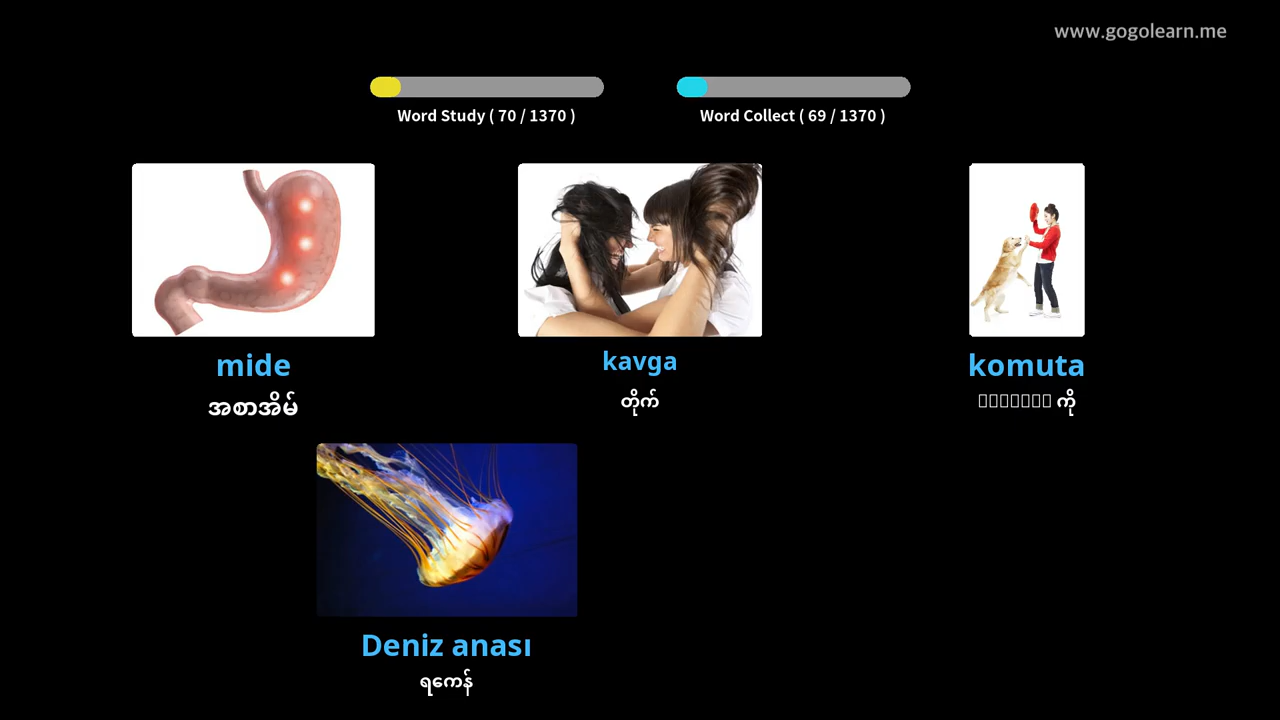 www.gogolearn.me
Word Study ( 70 / 1370 )
Word Collect ( 69 / 1370 )
mide
အစာအိမ်
kavga
တိုက်
komuta
ကို
Deniz anası
ရေကန်